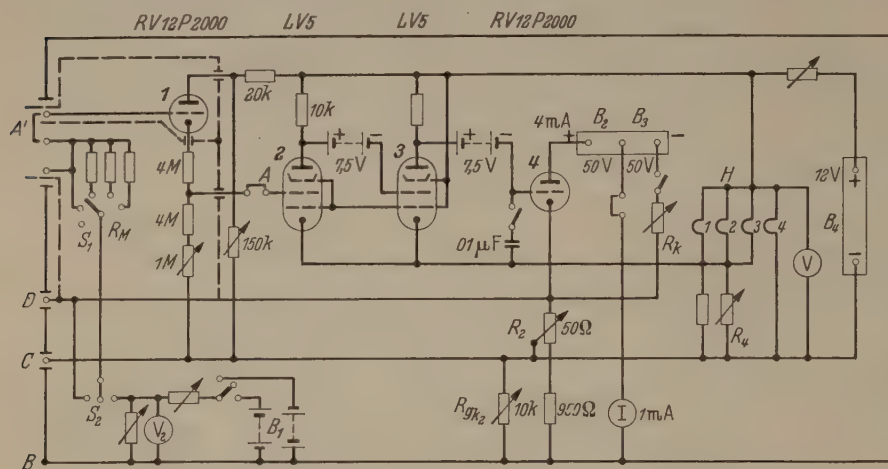 RV12P2000 LV5 LV5 RV12P2000
1
20k
10k
4mA
B2 B3
A'
2
3
4
7,5V
7,5V
50V
50V
12V
4M
A
H
B4
S1
RM
4M
150k
01 µF
Rk
1 2 3 4
V
1M
D
R2
50Ω
R4
C
S2
V2
B1
Rgk2
10k
900Ω
I
1mA
B